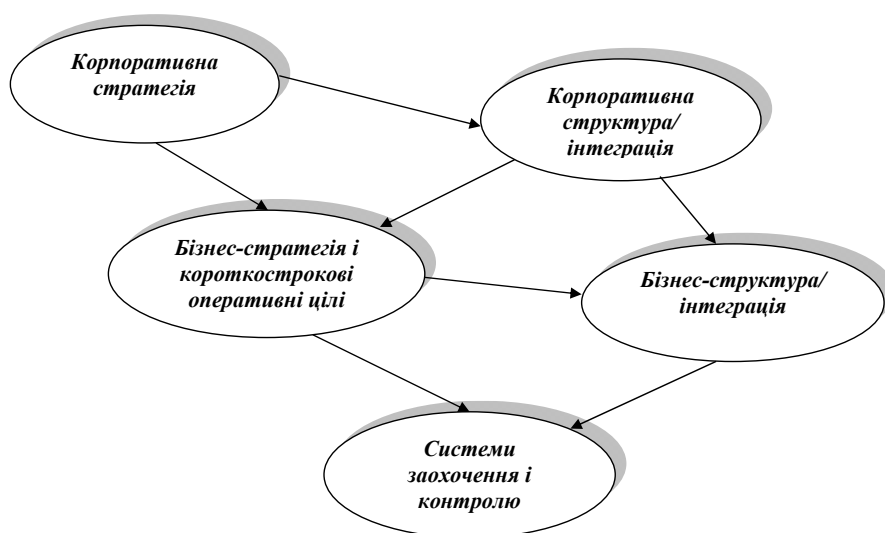 Корпоративна
стратегія
Корпоративна
структура/
інтеграція
Бізнес-стратегія і
короткострокові
оперативні цілі
Бізнес-структура/
інтеграція
Системи
заохочення і
контролю